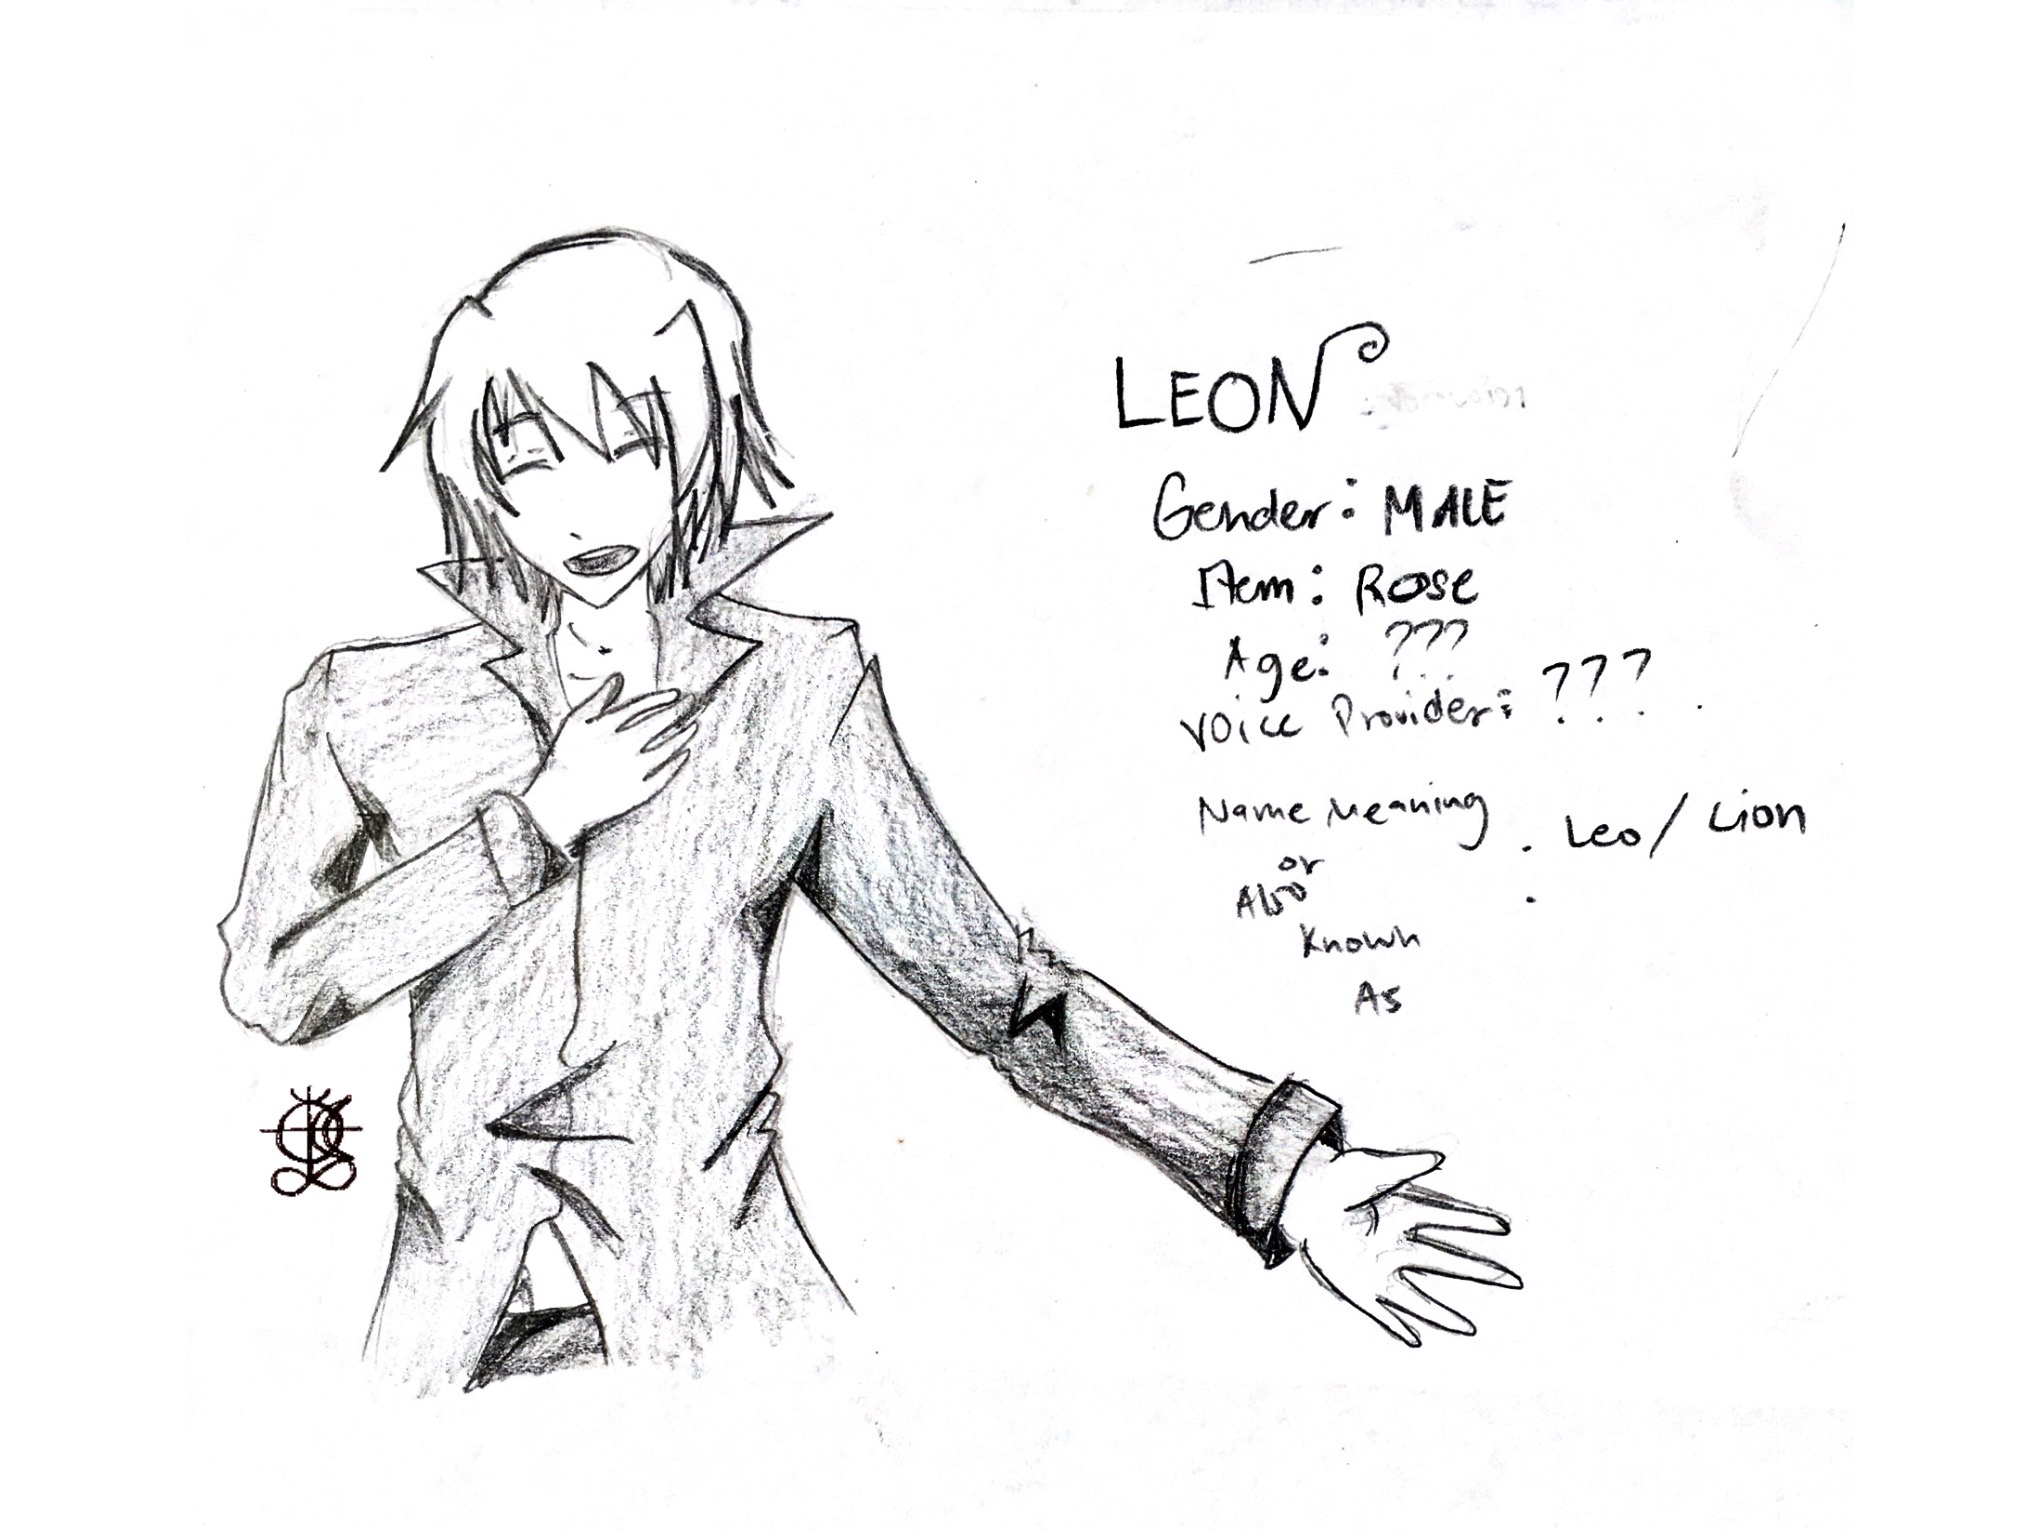 LEON
Gender: MALE
Item: Rose
Age: ???
Voice Provider: ???
Name Meaning : Leo/Lion
or
Also
Known
As